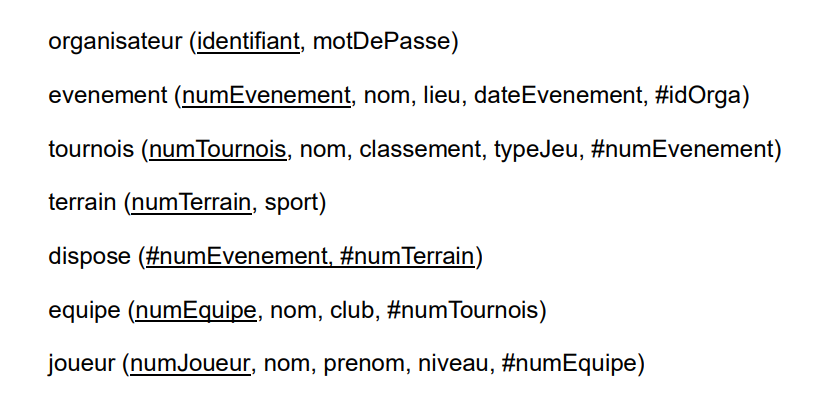 organisateur (identifiant, motDePasse)
evenement (numEvenement, nom, lieu, dateEvenement, #idOrga)
tournois (numTournois, nom, classement, typeJeu, #numEvenement)
terrain (numTerrain, sport)
dispose (#numEvenement, #numTerrain)
equipe (numEquipe, nom, club, #numTournois)
joueur (numJoueur, nom, prenom, niveau, #numEquipe)